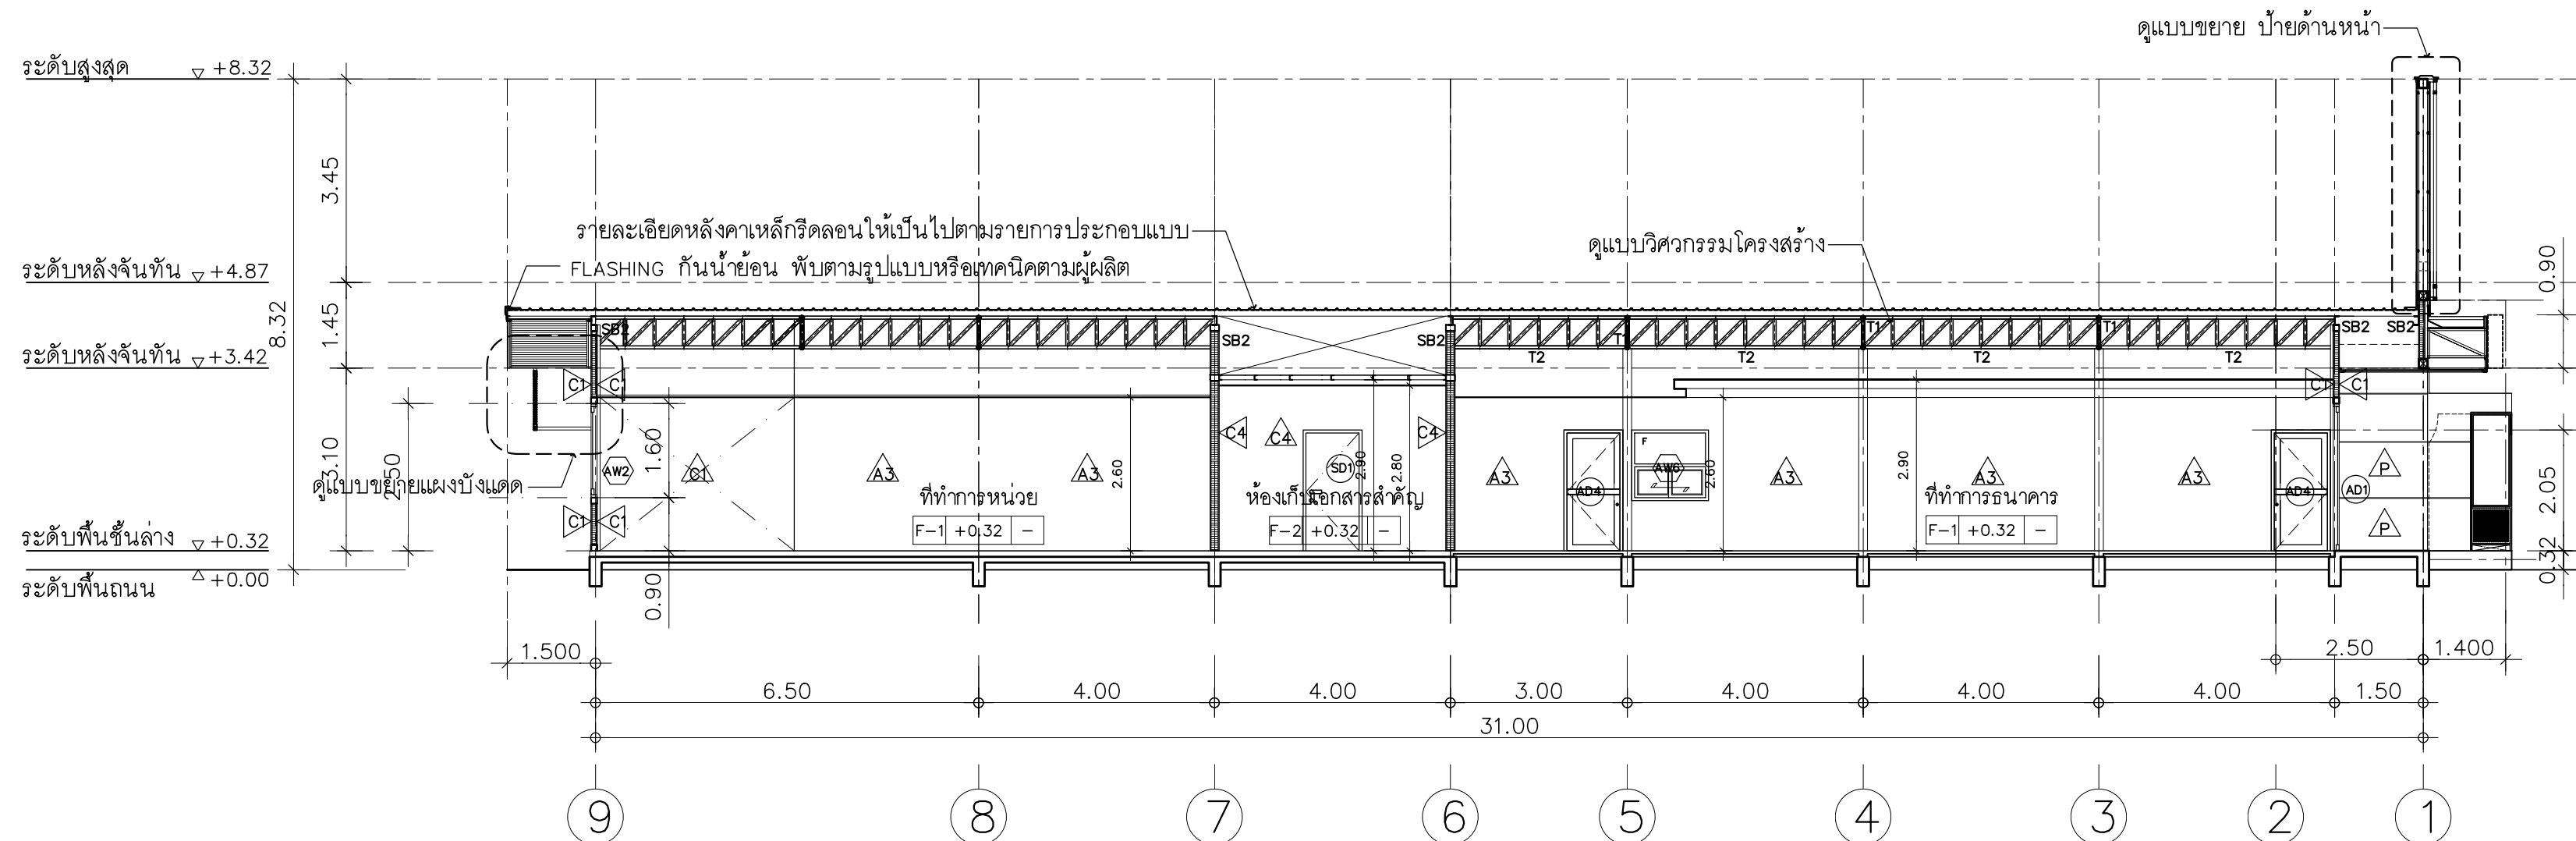 ดูแบบขยาย ป้ายด้านหน้า
ระดับสูงสุด +8.32
3.45
รายละเอียดหลังคาเหล็กรีดลอนให้เป็นไปตามรายการประกอบแบบ
ดูแบบวิศวกรรมโครงสร้าง
FLASHING กันน้ำย้อน พับตามรูปแบบหรือเทคนิคตามผู้ผลิต
ระดับหลังจันทัน +4.87
0.90
8.32
1.45
SB2 SB2 SB2 T1 T1 SB2 SB2
ระดับหลังจันทัน +3.42
T2 T2 T2 T2
C1 C1 C1 C1
3.10
2.50
1.60
C4 C4 C4 F
AW2 C1 A3 A3 2.60 SD1 2.90 2.80 A3 AW6 2.60 A3 2.90 A3 A3 P
ดูแบบขยายแผงบังแดด
ที่ทำการหน่วย
ห้องเก็บเอกสารสำคัญ
AD4
ที่ทำการธนาคาร
AD4 AD1
2.05
C1 C1
F-1 +0.32 -
F-2 +0.32 -
F-1 +0.32 -
P
ระดับพื้นชั้นล่าง +0.32
+0.00
ระดับพื้นถนน
0.90
0.32
1.500 2.50 1.400
6.50 4.00 4.00 3.00 4.00 4.00 4.00 1.50
31.00
9 8 7 6 5 4 3 2 1